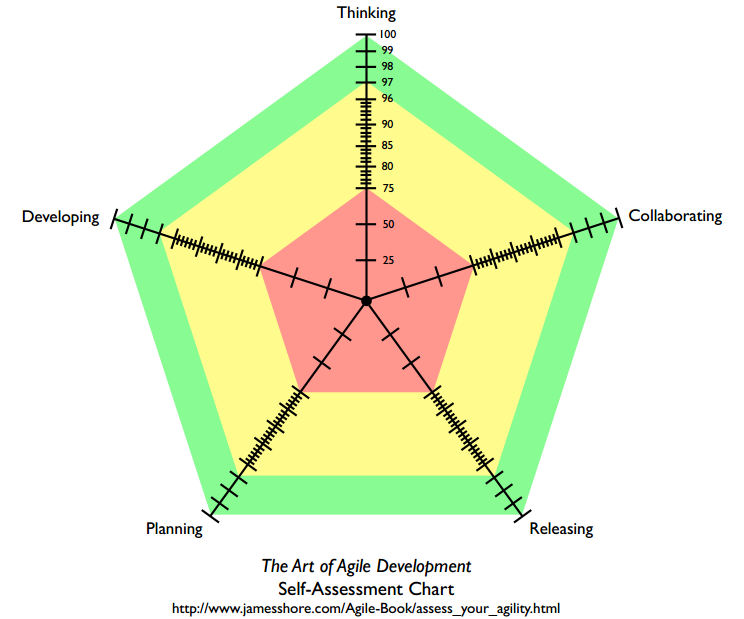 Thinking
100
99
98
97
96
90
85
80
75
50
25
Developing
Collaborating
Planning
Releasing
The Art of Agile Development
Self-Assessment Chart
http://www.jamesshore.com/Agile-Book/assess_your_agility.html